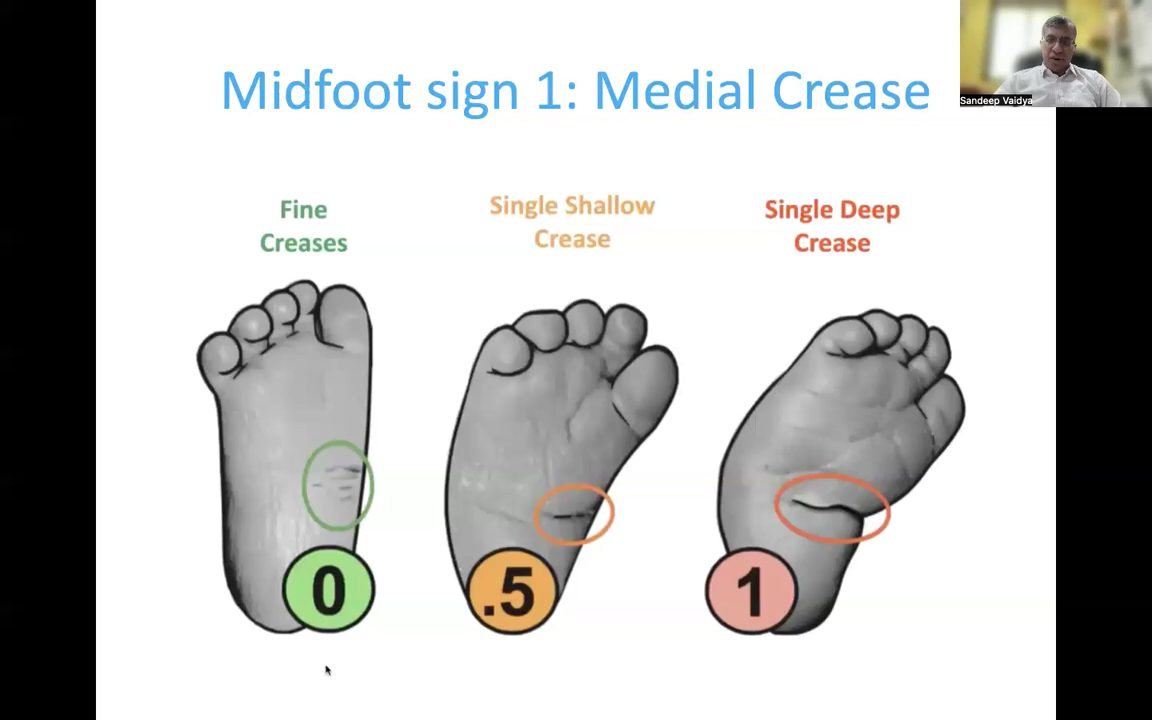 Midfoot sign 1: Medial Crease
Sandeep Vaidya
Fine
Creases
Single Shallow
Crease
Single Deep
Crease
0
.5
1